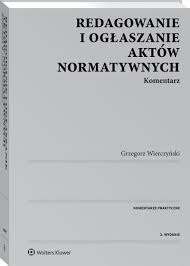 REDAGOWANIE
I OGŁASZANIE
AKTÓW
NORMATYWNYCH
Komentarz
Grzegorz Wierczyński
KOMENTARZE PRAKTYCZNE
2. WYDANIE
Wolters Kluwer